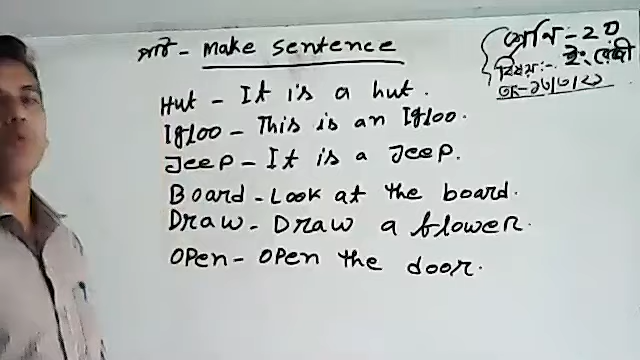 পাঠ - Make Sentence
শ্রেণি :- 2D
বিষয় :- ইংরেজী
Hut - It is a hut.
Igloo - This is an Igloo.
Jeep - It is a Jeep.
Board - Look at the board.
Draw - Draw a flower.
Open - Open the door.